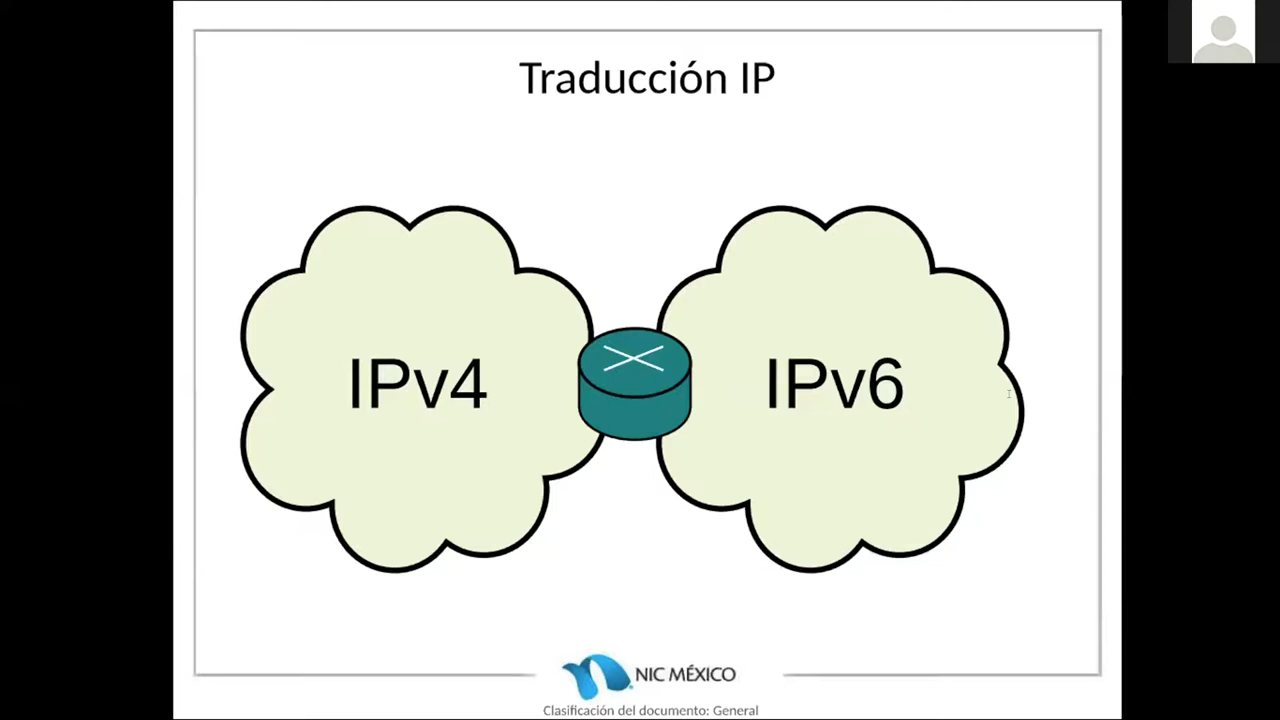 Traducción IP
IPv4
IPv6
NIC MÉXICO
Clasificación del documento: General